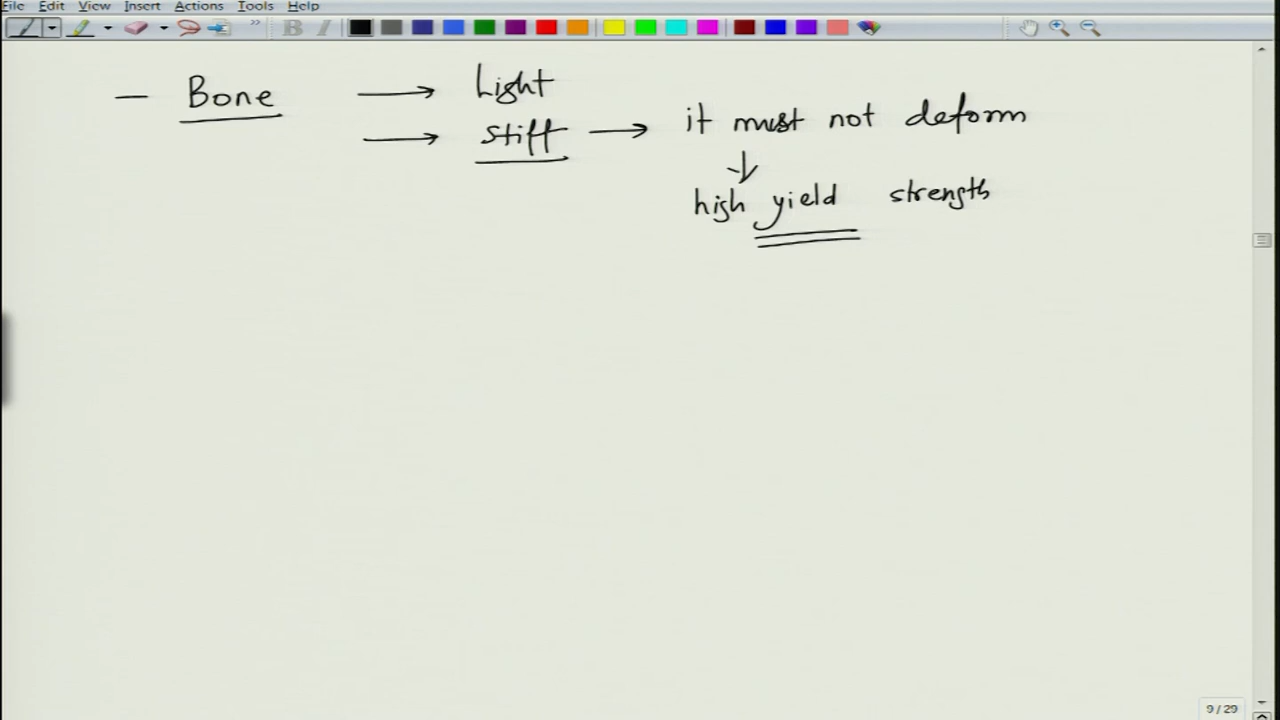 File Edit View Insert Actions Tools Help
— Bone → Light
→ stiff → it must not deform
high yield strength
9 / 29